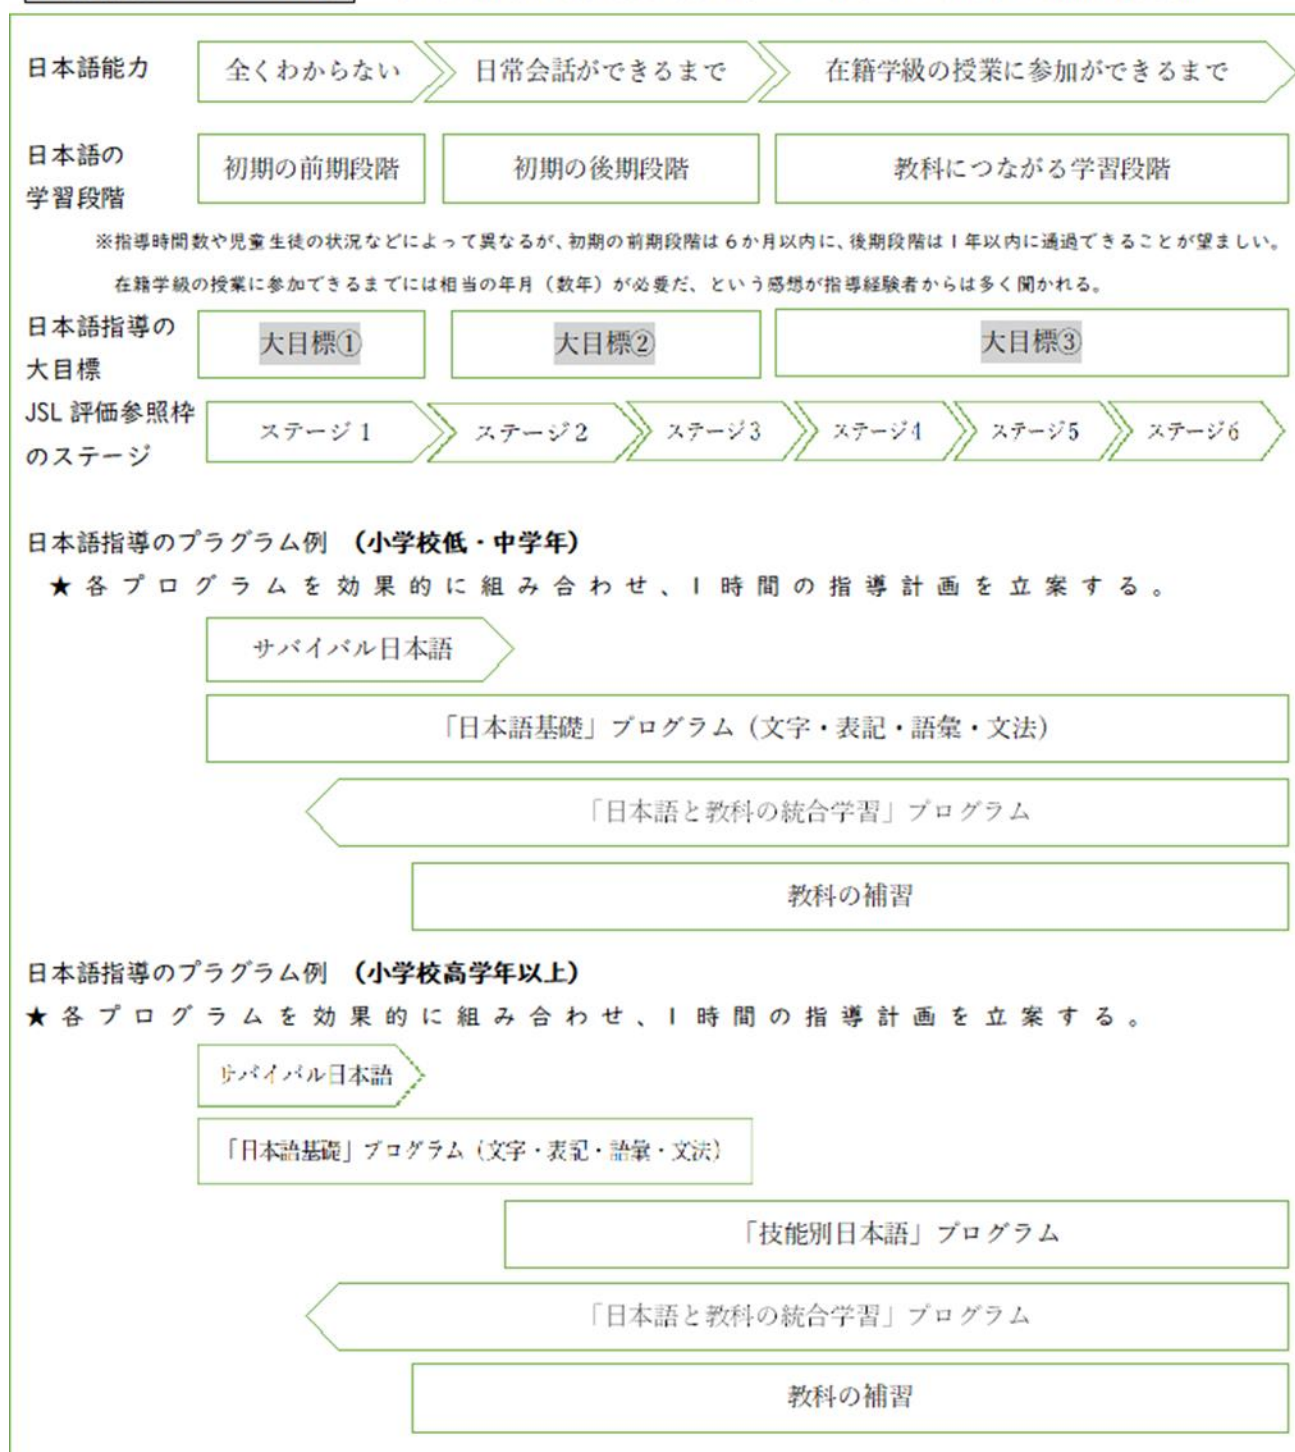 日本語能力
全くわからない
日常会話ができるまで
在籍学級の授業に参加ができるまで
日本語の
学習段階
初期の前期段階
初期の後期段階
教科につながる学習段階
※指導時間数や児童生徒の状況などによって異なるが、初期の前期段階は6か月以内に、後期段階は1年以内に通過できることが望ましい。
在籍学級の授業に参加できるまでには相当の年月（数年）が必要だ、という感想が指導経験者からは多く聞かれる。
日本語指導の
大目標
大目標①
大目標②
大目標③
JSL 評価参照枠
のステージ
ステージ1
ステージ2
ステージ3
ステージ4
ステージ5
ステージ6
日本語指導のプラグラム例 （小学校低・中学年）
★各プログラムを効果的に組み合わせ、1時間の指導計画を立案する。
サバイバル日本語
「日本語基礎」プログラム（文字・表記・語彙・文法）
「日本語と教科の統合学習」プログラム
教科の補習
日本語指導のプラグラム例 （小学校高学年以上）
★各プログラムを効果的に組み合わせ、1時間の指導計画を立案する。
サバイバル日本語
「日本語基礎」プログラム（文字・表記・語彙・文法）
「技能別日本語」プログラム
「日本語と教科の統合学習」プログラム
教科の補習